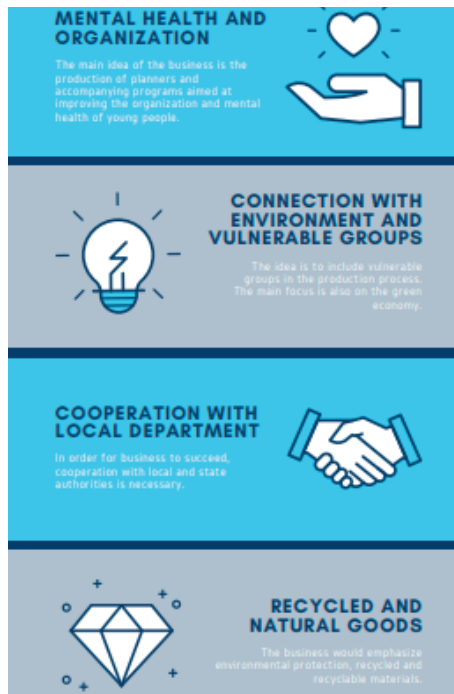 MENTAL HEALTH AND
ORGANIZATION
The main idea of the business is the
production of planners and
accompanying programs aimed at
improving the organization and mental
health of young people.
CONNECTION WITH
ENVIRONMENT AND
VULNERABLE GROUPS
The idea is to include vulnerable
groups in the production process.
The main focus is also on the green
economy.
COOPERATION WITH
LOCAL DEPARTMENT
In order for business to succeed,
cooperation with local and state
authorities is necessary.
RECYCLED AND
NATURAL GOODS
The business would emphasize
environmental protection, recycled and
recyclable materials.